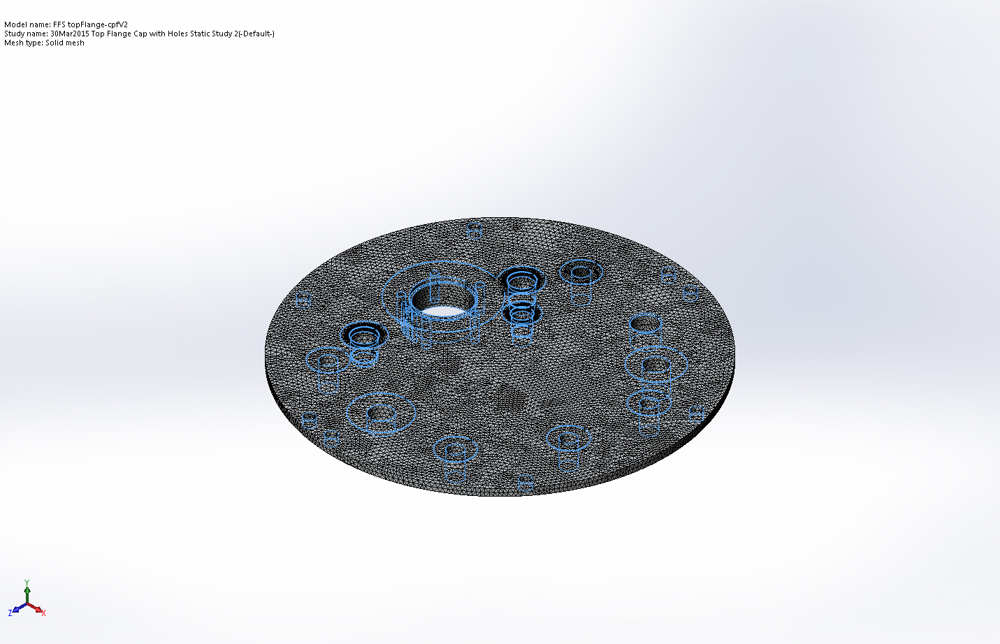 Model name: FFS topFlange-cpfV2
Study name: 30Mar2015 Top Flange Cap with Holes Static Study 2(-Default-)
Mesh type: Solid mesh
Y
Z
X